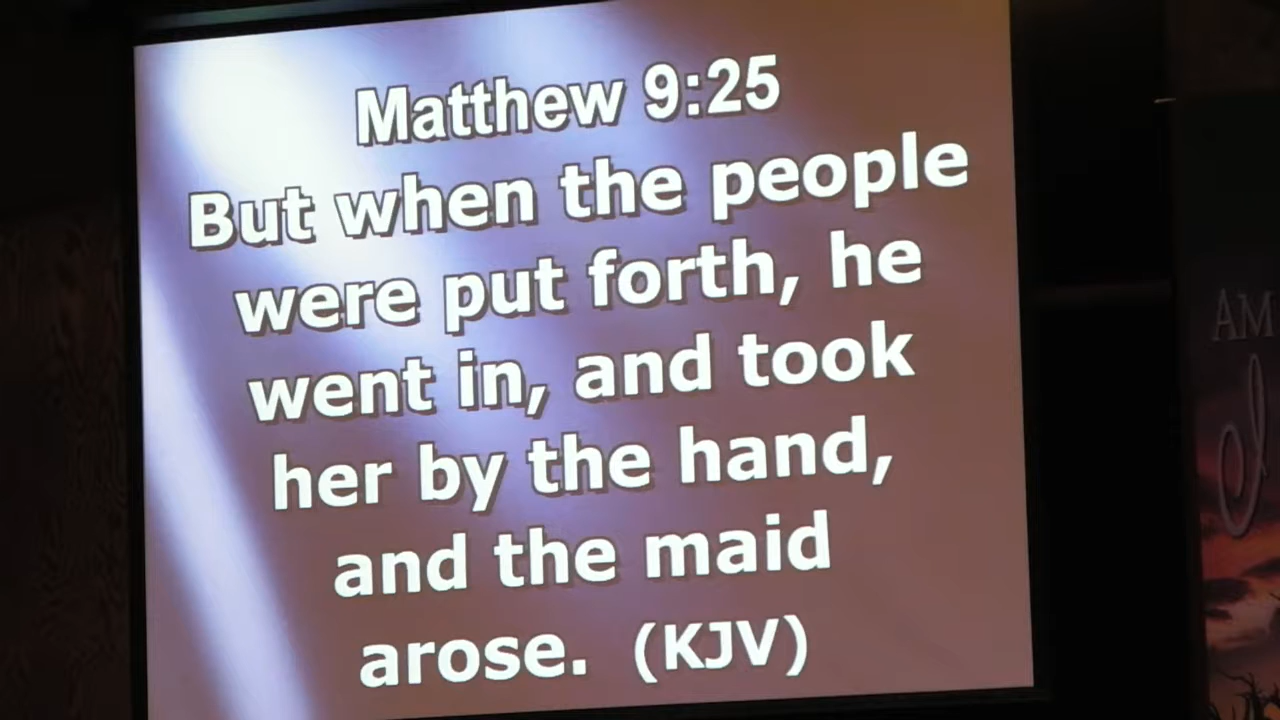 Matthew 9:25
But when the people
were put forth, he
went in, and took
her by the hand,
and the maid
arose. (KJV)
AM